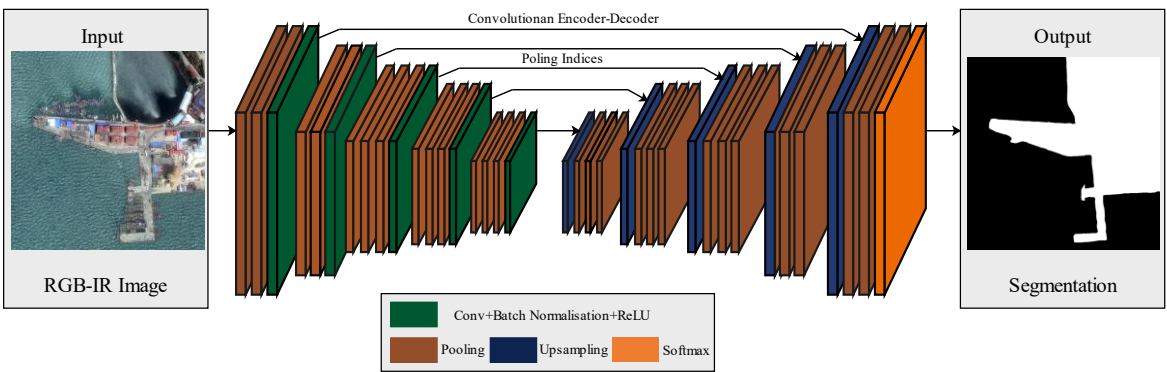 Input
RGB-IR Image
Convolutionan Encoder-Decoder
Poling Indices
Output
Segmentation
Conv+Batch Normalisation+ReLU
Pooling
Upsampling
Softmax